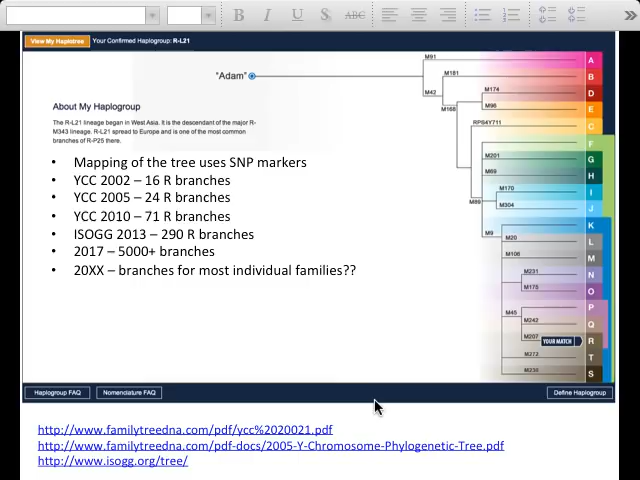 B I U S ABC
View My Haplotree Your Confirmed Haplogroup: R-L21
"Adam"
About My Haplogroup
The R-L21 lineage began in West Asia. It is the descendant of the major R-
M343 lineage. R-L21 spread to Europe and is one of the most common
branches of R-P25 there.
• Mapping of the tree uses SNP markers
• YCC 2002 – 16 R branches
• YCC 2005 – 24 R branches
• YCC 2010 – 71 R branches
• ISOGG 2013 – 290 R branches
• 2017 – 5000+ branches
• 20XX – branches for most individual families??
M91 A
M181 B
M42
M174 D
M168
M96 E
RPS4Y711 C
F
M201 G
M69 H
M170 I
M89
M304 J
K
M9
M20 L
M106 M
M231 N
M175 O
P
M45
M242 Q
M207 YOUR MATCH R
M272 T
M230 S
Haplogroup FAQ Nomenclature FAQ Define Haplogroup
http://www.familytreedna.com/pdf/ycc%2020021.pdf
http://www.familytreedna.com/pdf-docs/2005-Y-Chromosome-Phylogenetic-Tree.pdf
http://www.isogg.org/tree/